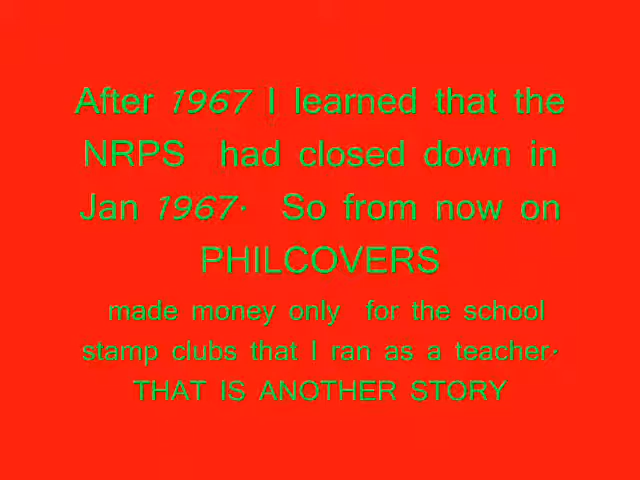 After 1967 I learned that the
NRPS had closed down in
Jan 1967. So from now on
PHILCOVERS
made money only for the school
stamp clubs that I ran as a teacher.
THAT IS ANOTHER STORY